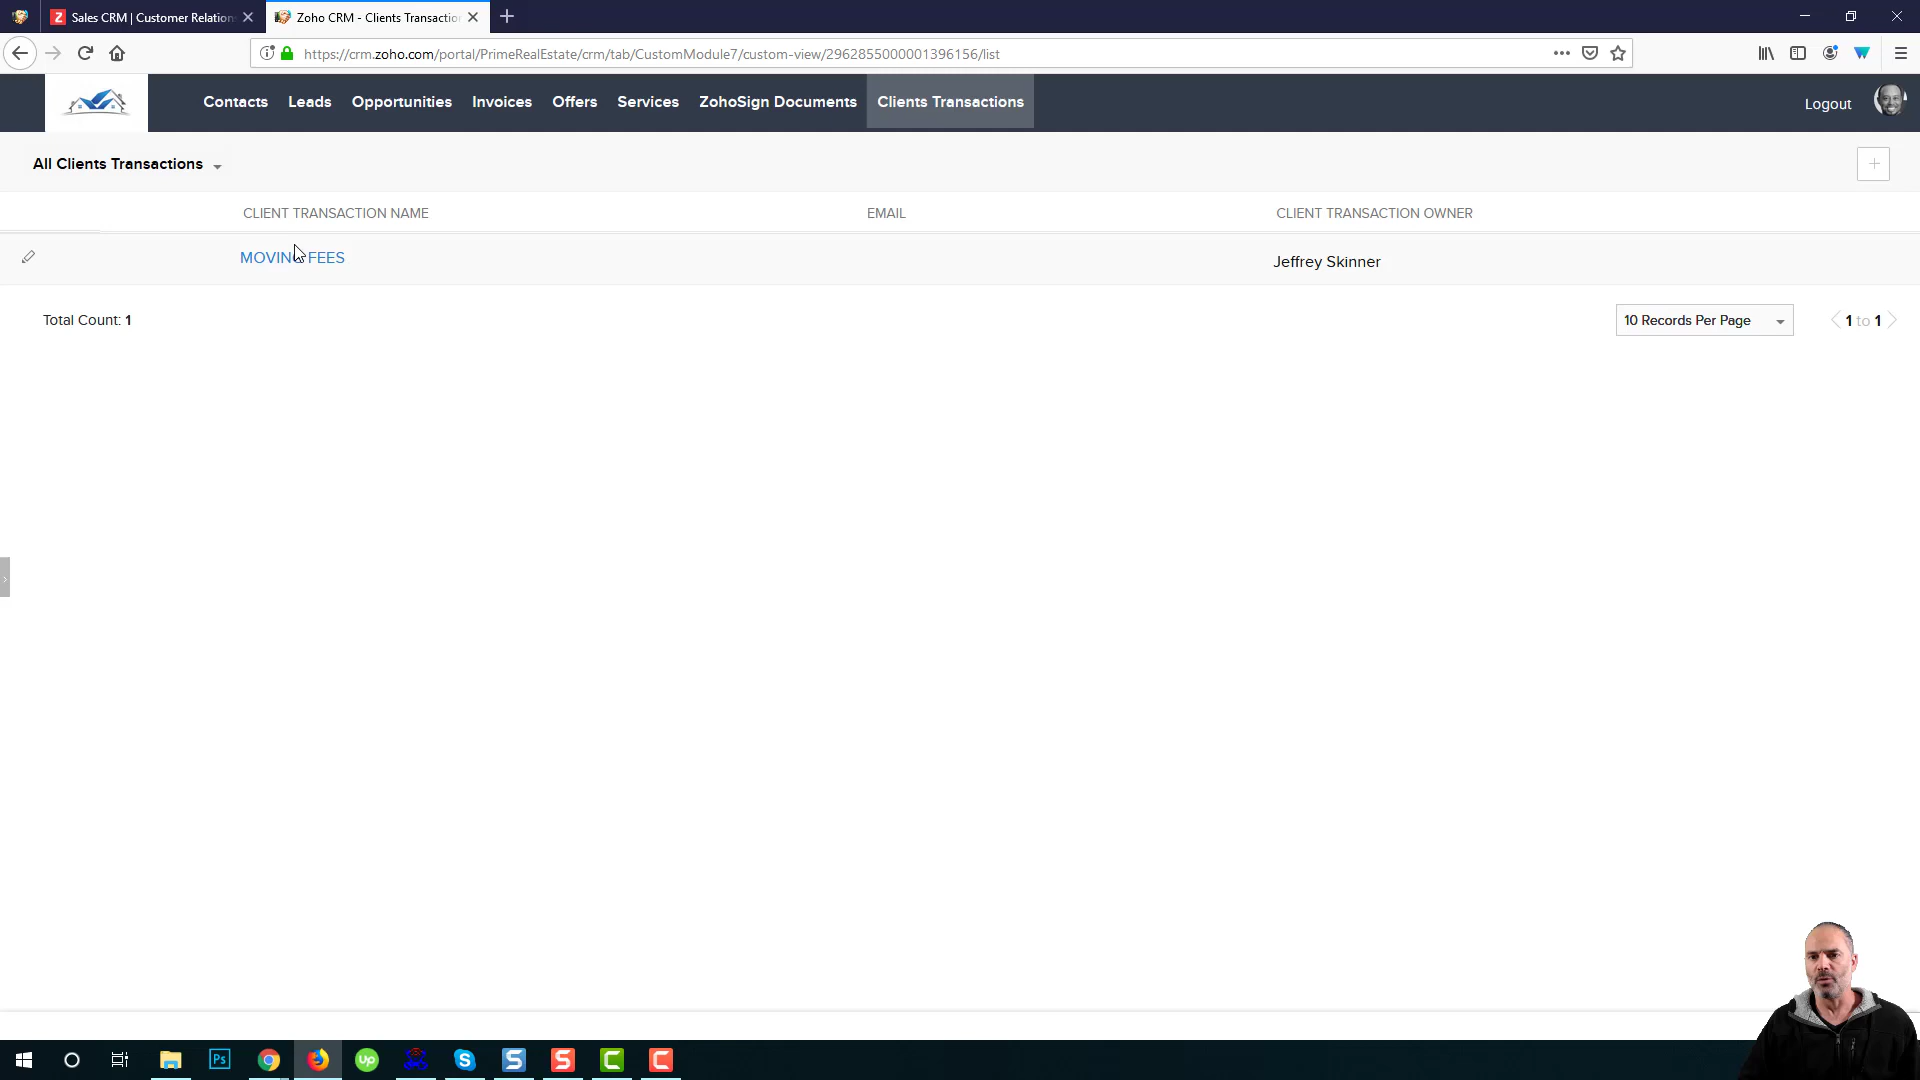 Sales CRM | Customer Relation
Zoho CRM - Clients Transaction
https://crm.zoho.com/portal/PrimeRealEstate/crm/tab/CustomModule7/custom-view/2962855000001396156/list
Contacts Leads Opportunities Invoices Offers Services ZohoSign Documents Clients Transactions Logout
All Clients Transactions
CLIENT TRANSACTION NAME EMAIL CLIENT TRANSACTION OWNER
MOVING FEES Jeffrey Skinner
Total Count: 1 10 Records Per Page 1 to 1
Ps up S S S C C